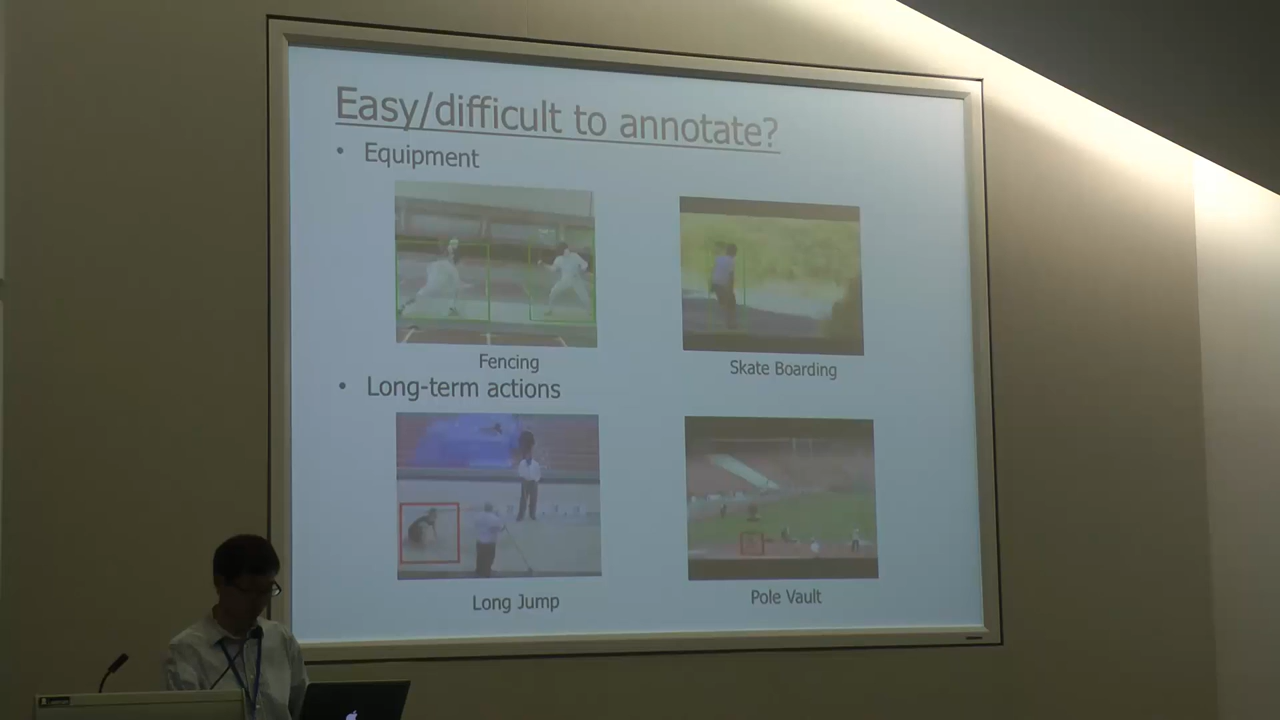 Easy/difficult to annotate?
• Equipment
Fencing
Skate Boarding
• Long-term actions
Long Jump
Pole Vault